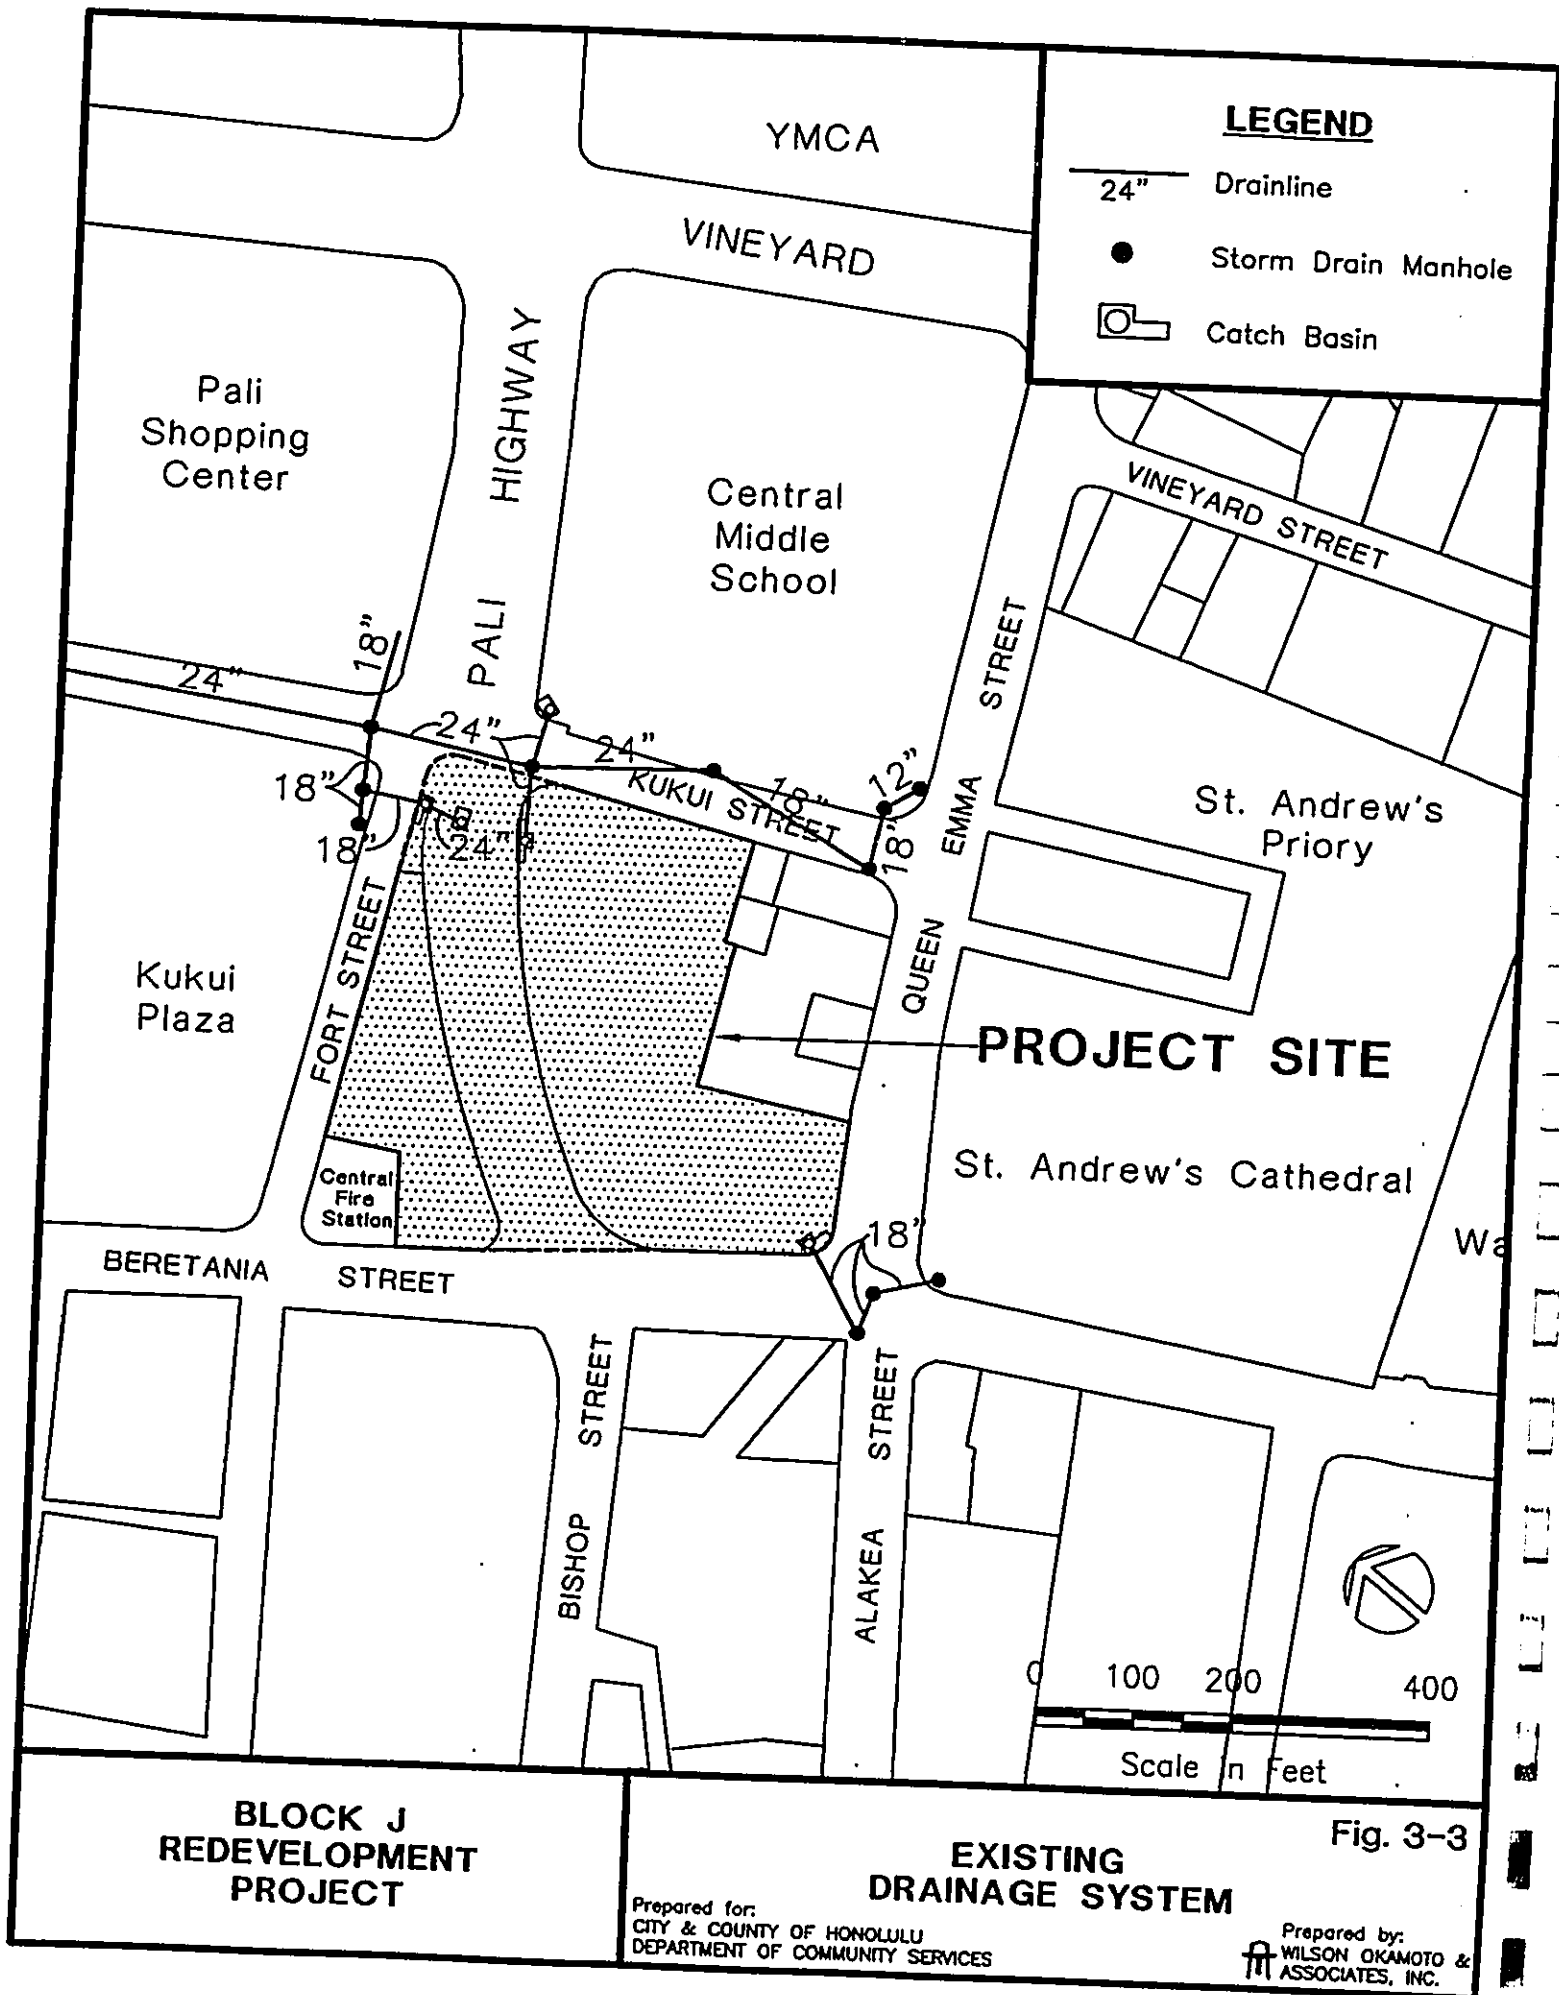 YMCA
LEGEND
24" Drainline
Storm Drain Manhole
Catch Basin
VINEYARD
PALI HIGHWAY
Pali
Shopping
Center
Central
Middle
School
VINEYARD STREET
18"
24"
24"
24"
KUKUI STREET
18"
12"
18"
18"
18"
24"
QUEEN EMMA STREET
St. Andrew's
Priory
FORT STREET
Kukui
Plaza
PROJECT SITE
St. Andrew's Cathedral
Central
Fire
Station
18"
Wa
BERETANIA STREET
BISHOP STREET
ALAKEA STREET
0 100 200 400
Scale in Feet
BLOCK J
REDEVELOPMENT
PROJECT
Fig. 3-3
EXISTING
DRAINAGE SYSTEM
Prepared for:
CITY & COUNTY OF HONOLULU
DEPARTMENT OF COMMUNITY SERVICES
Prepared by:
WILSON OKAMOTO &
ASSOCIATES, INC.